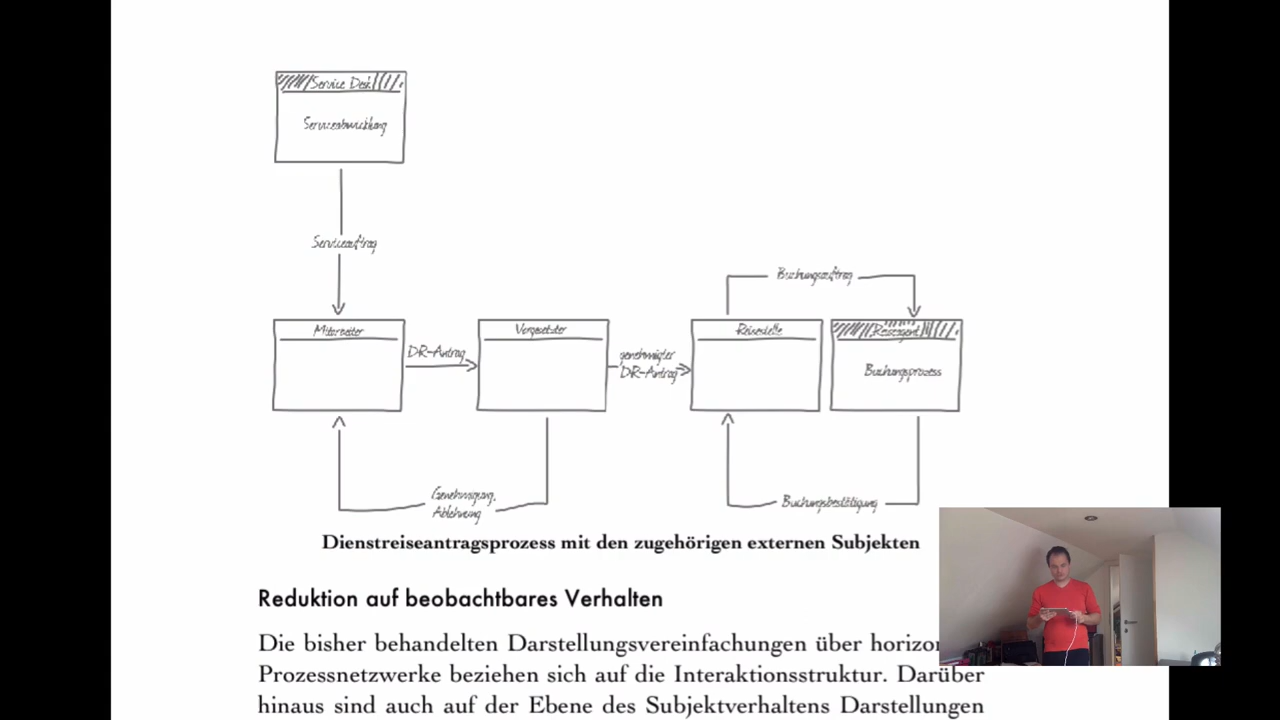 Service Desk
Serviceabwicklung
Serviceauftrag
Buchungsauftrag
Mitarbeiter
Vorgesetzter
Reisestelle
Reiseagent
DR-Antrag
genehmigter
DR-Antrag
Buchungsprozess
Genehmigung,
Ablehnung
Buchungsbestätigung
Dienstreiseantragsprozess mit den zugehörigen externen Subjekten
Reduktion auf beobachtbares Verhalten
Die bisher behandelten Darstellungsvereinfachungen über horizon
Prozessnetzwerke beziehen sich auf die Interaktionsstruktur. Darüber
hinaus sind auch auf der Ebene des Subjektverhaltens Darstellungen